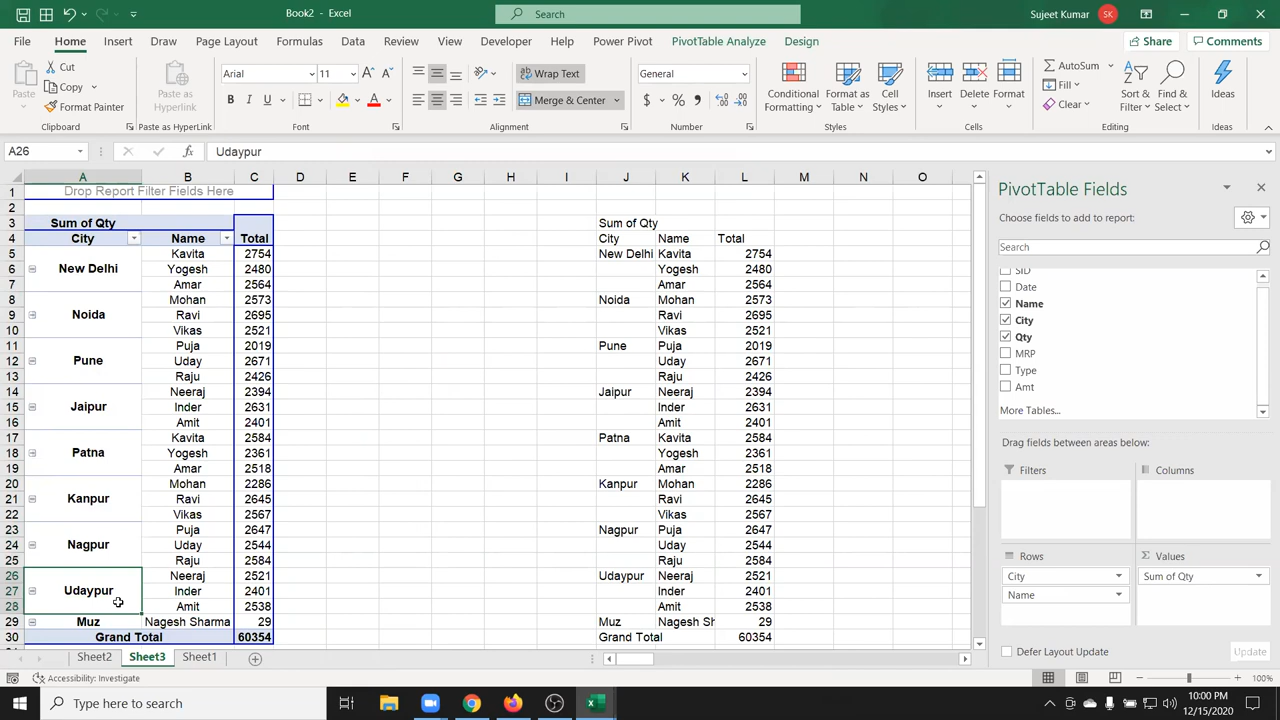 Book2 - Excel
Search
Sujeet Kumar
SK
File Home Insert Draw Page Layout Formulas Data Review View Developer Help Power Pivot PivotTable Analyze Design
Share
Comments
Paste
Cut
Copy
Format Painter
Clipboard
Paste as Hyperlink
Paste as HyperLink
Arial 11
B I U
Font
Wrap Text
Merge & Center
Alignment
General
$ % ,
Number
Conditional Formatting
Format as Table
Cell Styles
Styles
Insert Delete Format
Cells
AutoSum
Fill
Clear
Sort & Filter
Find & Select
Editing
Ideas
Ideas
A26 fx Udaypur
A B C D E F G H I J K L M N O
1 Drop Report Filter Fields Here
2
3 Sum of Qty Sum of Qty
4 City Name Total City Name Total
5 Kavita 2754 New Delhi Kavita 2754
6 New Delhi Yogesh 2480 Yogesh 2480
7 Amar 2564 Amar 2564
8 Mohan 2573 Noida Mohan 2573
9 Noida Ravi 2695 Ravi 2695
10 Vikas 2521 Vikas 2521
11 Puja 2019 Pune Puja 2019
12 Pune Uday 2671 Uday 2671
13 Raju 2426 Raju 2426
14 Neeraj 2394 Jaipur Neeraj 2394
15 Jaipur Inder 2631 Inder 2631
16 Amit 2401 Amit 2401
17 Kavita 2584 Patna Kavita 2584
18 Patna Yogesh 2361 Yogesh 2361
19 Amar 2518 Amar 2518
20 Mohan 2286 Kanpur Mohan 2286
21 Kanpur Ravi 2645 Ravi 2645
22 Vikas 2567 Vikas 2567
23 Puja 2647 Nagpur Puja 2647
24 Nagpur Uday 2544 Uday 2544
25 Raju 2584 Raju 2584
26 Neeraj 2521 Udaypur Neeraj 2521
27 Udaypur Inder 2401 Inder 2401
28 Amit 2538 Amit 2538
29 Muz Nagesh Sharma 29 Muz Nagesh Sh 29
30 Grand Total 60354 Grand Total 60354
PivotTable Fields
Choose fields to add to report:
Search
SID
Date
Name
City
Qty
MRP
Type
Amt
More Tables...
Drag fields between areas below:
Filters
Columns
Rows
Σ Values
City
Name
Sum of Qty
Defer Layout Update
Update
Sheet2 Sheet3 Sheet1
Accessibility: Investigate
100%
Type here to search
10:00 PM
12/15/2020